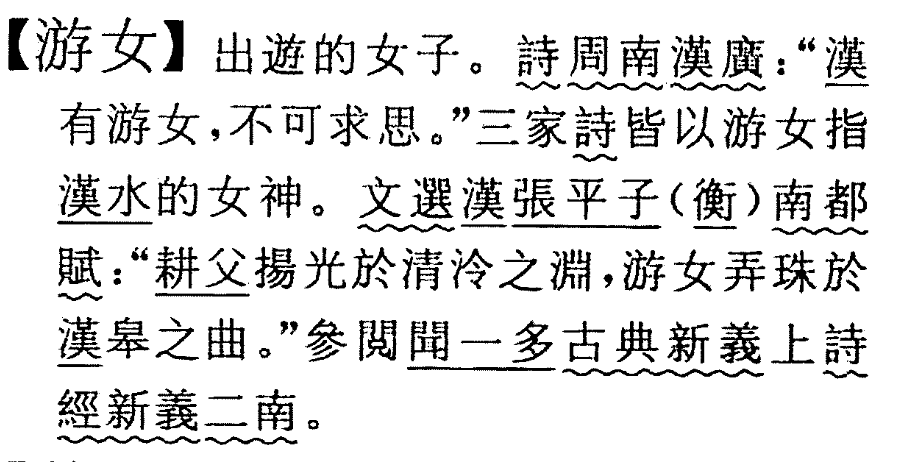 【游女】出遊的女子。詩周南漢廣：“漢
有游女，不可求思。”三家詩皆以游女指
漢水的女神。文選漢張平子（衡）南都
賦：“耕父揚光於清泠之淵，游女弄珠於
漢皋之曲。”參閱聞一多古典新義上詩
經新義二南。